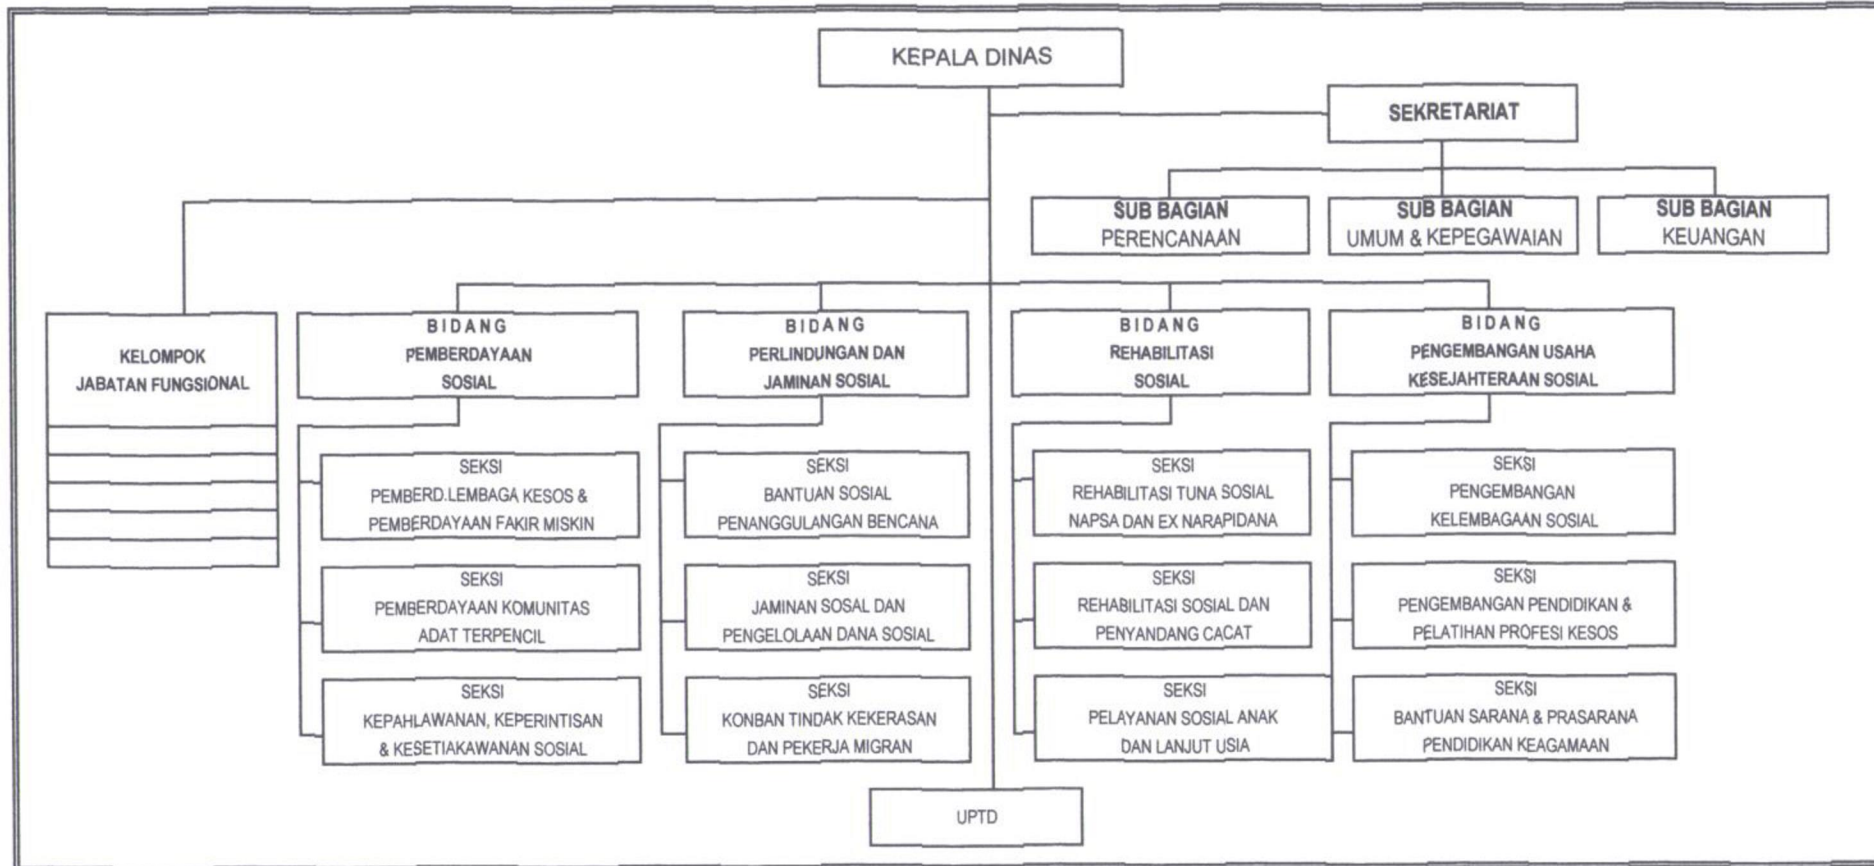 KEPALA DINAS
SEKRETARIAT
SUB BAGIAN
PERENCANAAN
SUB BAGIAN
UMUM & KEPEGAWAIAN
SUB BAGIAN
KEUANGAN
KELOMPOK
JABATAN FUNGSIONAL
BIDANG
PEMBERDAYAAN
SOSIAL
BIDANG
PERLINDUNGAN DAN
JAMINAN SOSIAL
BIDANG
REHABILITASI
SOSIAL
BIDANG
PENGEMBANGAN USAHA
KESEJAHTERAAN SOSIAL
SEKSI
PEMBERD.LEMBAGA KESOS &
PEMBERDAYAAN FAKIR MISKIN
SEKSI
BANTUAN SOSIAL
PENANGGULANGAN BENCANA
SEKSI
REHABILITASI TUNA SOSIAL
NAPSA DAN EX NARAPIDANA
SEKSI
PENGEMBANGAN
KELEMBAGAAN SOSIAL
SEKSI
PEMBERDAYAAN KOMUNITAS
ADAT TERPENCIL
SEKSI
JAMINAN SOSAL DAN
PENGELOLAAN DANA SOSIAL
SEKSI
REHABILITASI SOSIAL DAN
PENYANDANG CACAT
SEKSI
PENGEMBANGAN PENDIDIKAN &
PELATIHAN PROFESI KESOS
SEKSI
KEPAHLAWANAN, KEPERINTISAN
& KESETIAKAWANAN SOSIAL
SEKSI
KONBAN TINDAK KEKERASAN
DAN PEKERJA MIGRAN
SEKSI
PELAYANAN SOSIAL ANAK
DAN LANJUT USIA
SEKSI
BANTUAN SARANA & PRASARANA
PENDIDIKAN KEAGAMAAN
UPTD